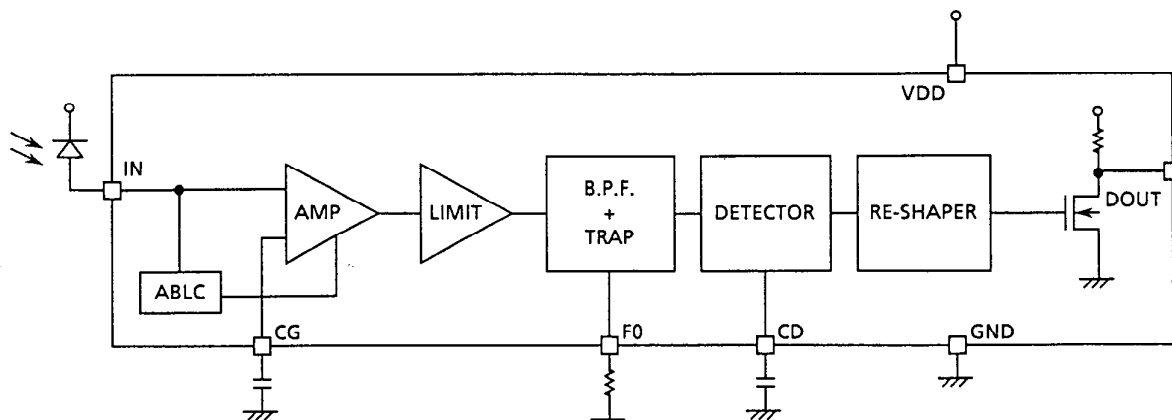 VDD
IN
AMP
LIMIT
B.P.F.
+
TRAP
DETECTOR
RE-SHAPER
DOUT
ABLC
CG
F0
CD
GND